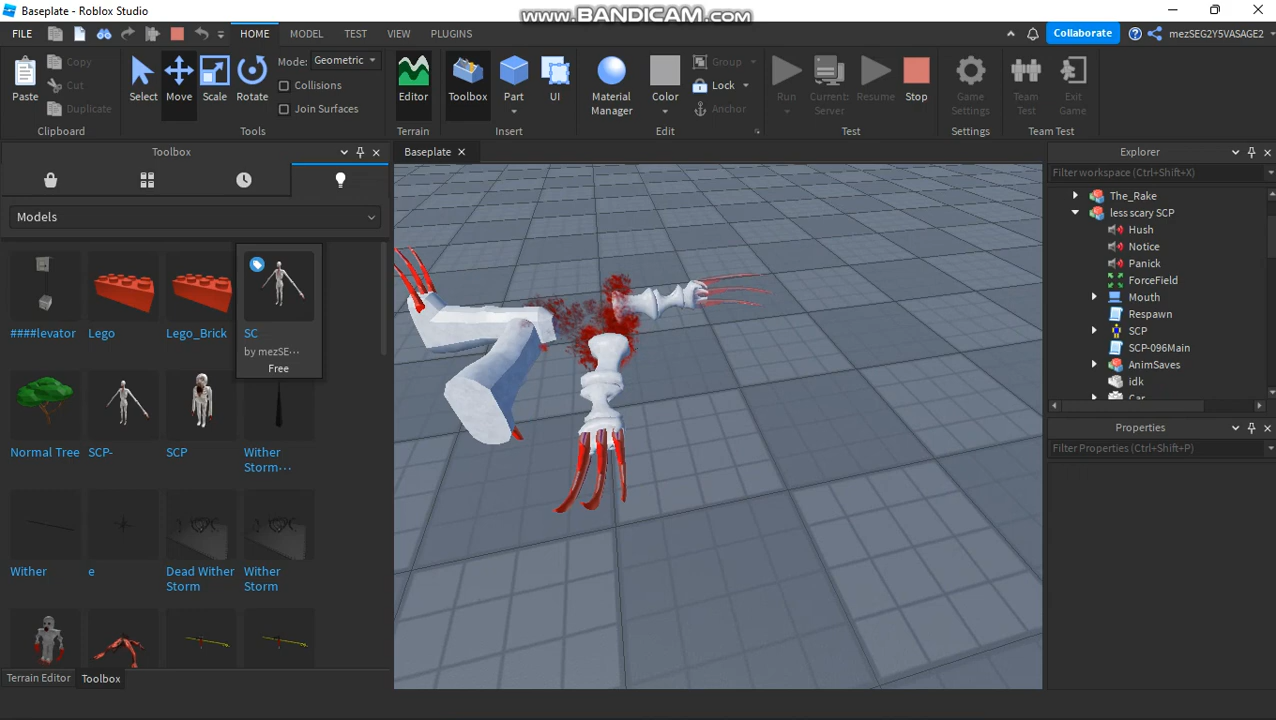 Baseplate - Roblox Studio
www.BANDICAM.com
FILE HOME MODEL TEST VIEW PLUGINS Collaborate mezSEG2Y5VASAGE2
Paste Copy Cut Duplicate
Clipboard
Select Move Scale Rotate
Mode: Geometric
Collisions
Join Surfaces
Tools
Editor
Terrain
Toolbox Part UI
Insert
Material Manager Color
Group
Lock
Anchor
Edit
Run Current: Server Resume Stop
Test
Game Settings
Settings
Team Test Exit Game
Team Test
Toolbox
Models
####levator Lego Lego_Brick SC
by mezSE...
Free
Normal Tree SCP- SCP Wither Storm...
Wither e Dead Wither Storm Wither Storm
Terrain Editor Toolbox
Baseplate
Explorer
Filter workspace (Ctrl+Shift+X)
The_Rake
less scary SCP
Hush
Notice
Panick
ForceField
Mouth
Respawn
SCP
SCP-096Main
AnimSaves
idk
Car
Properties
Filter Properties (Ctrl+Shift+P)